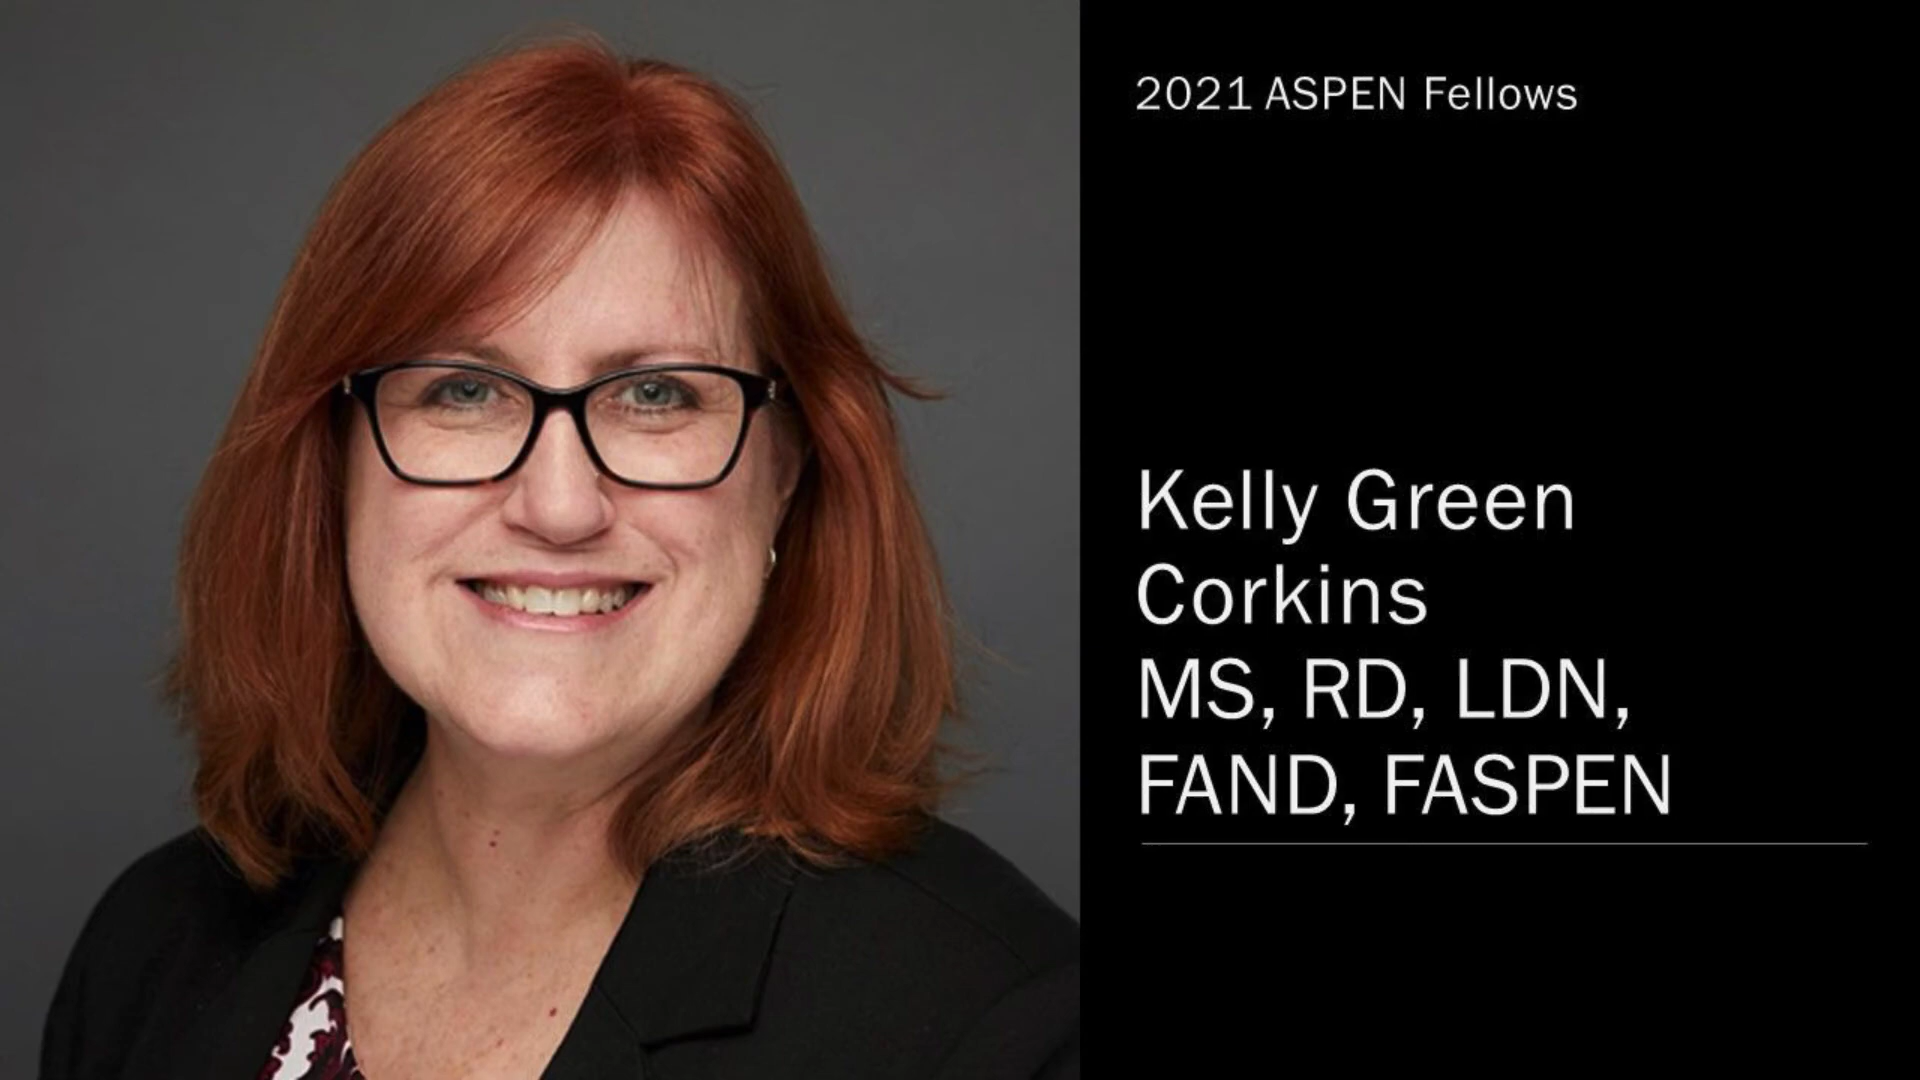 2021 ASPEN Fellows
Kelly Green
Corkins
MS, RD, LDN,
FAND, FASPEN